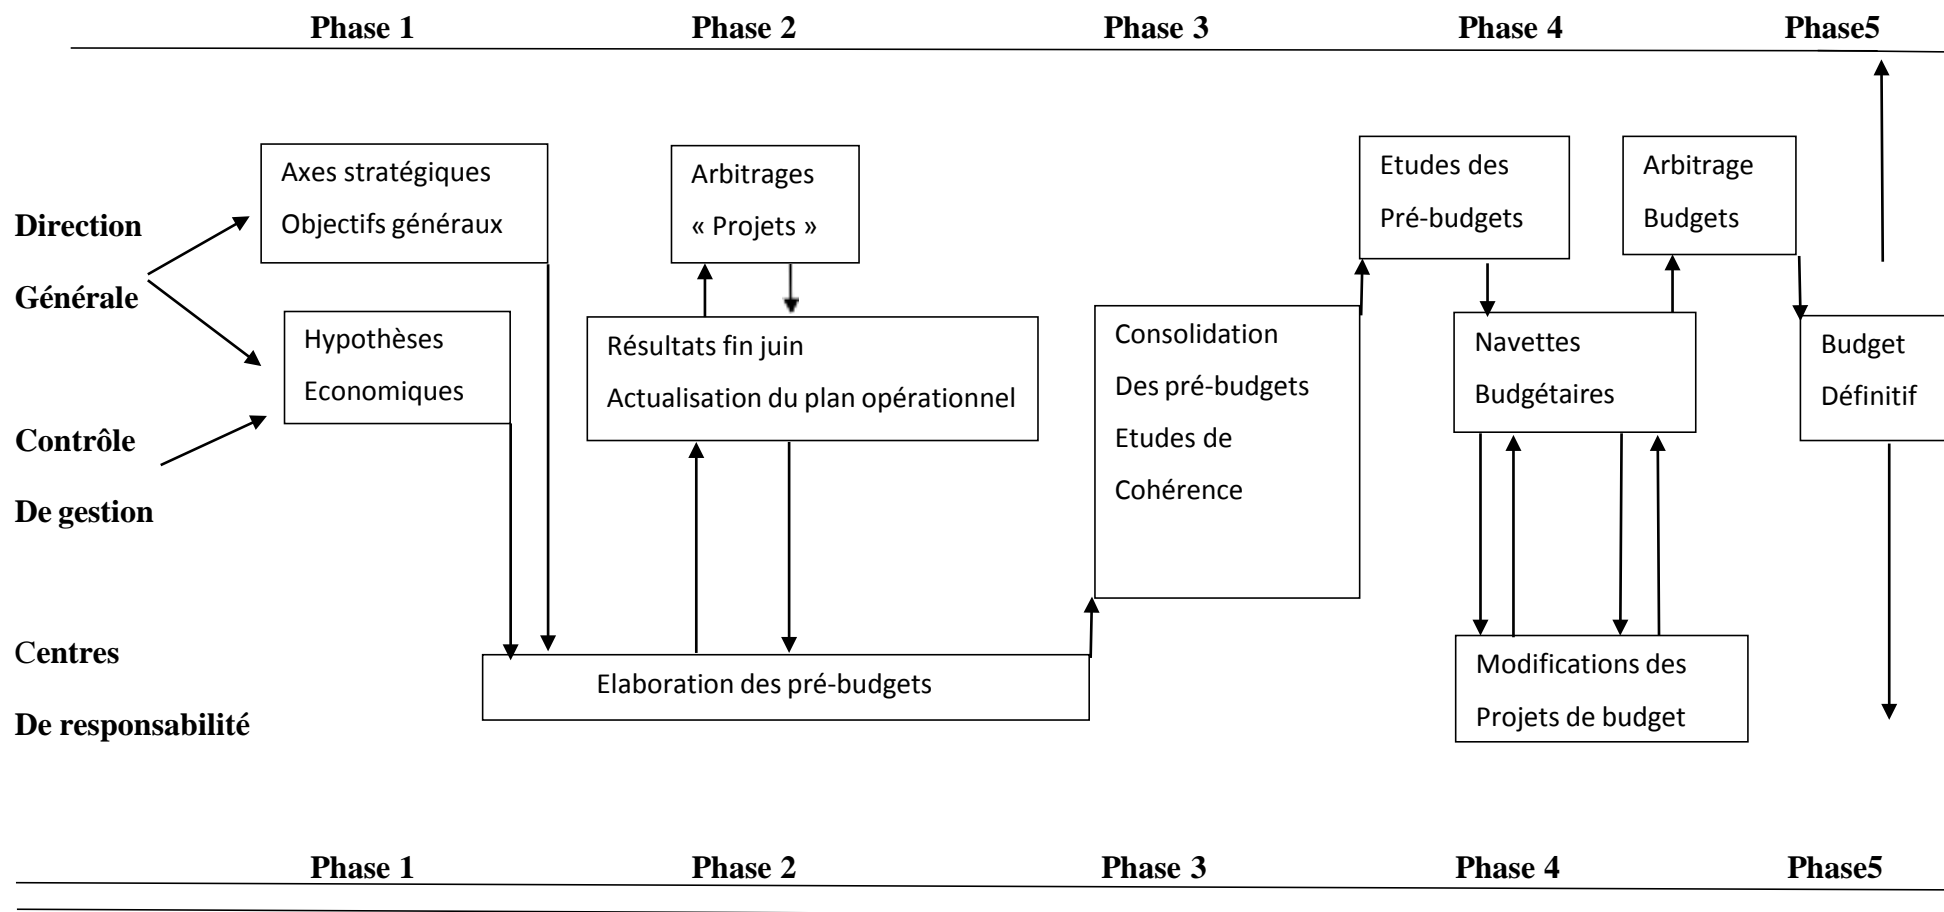 Phase 1 Phase 2 Phase 3 Phase 4 Phase5
Axes stratégiques
Objectifs généraux
Arbitrages
« Projets »
Etudes des
Pré-budgets
Arbitrage
Budgets
Direction
Générale
Hypothèses
Economiques
Résultats fin juin
Actualisation du plan opérationnel
Consolidation
Des pré-budgets
Etudes de
Cohérence
Navettes
Budgétaires
Budget
Définitif
Contrôle
De gestion
Centres
De responsabilité
Elaboration des pré-budgets
Modifications des
Projets de budget
Phase 1 Phase 2 Phase 3 Phase 4 Phase5